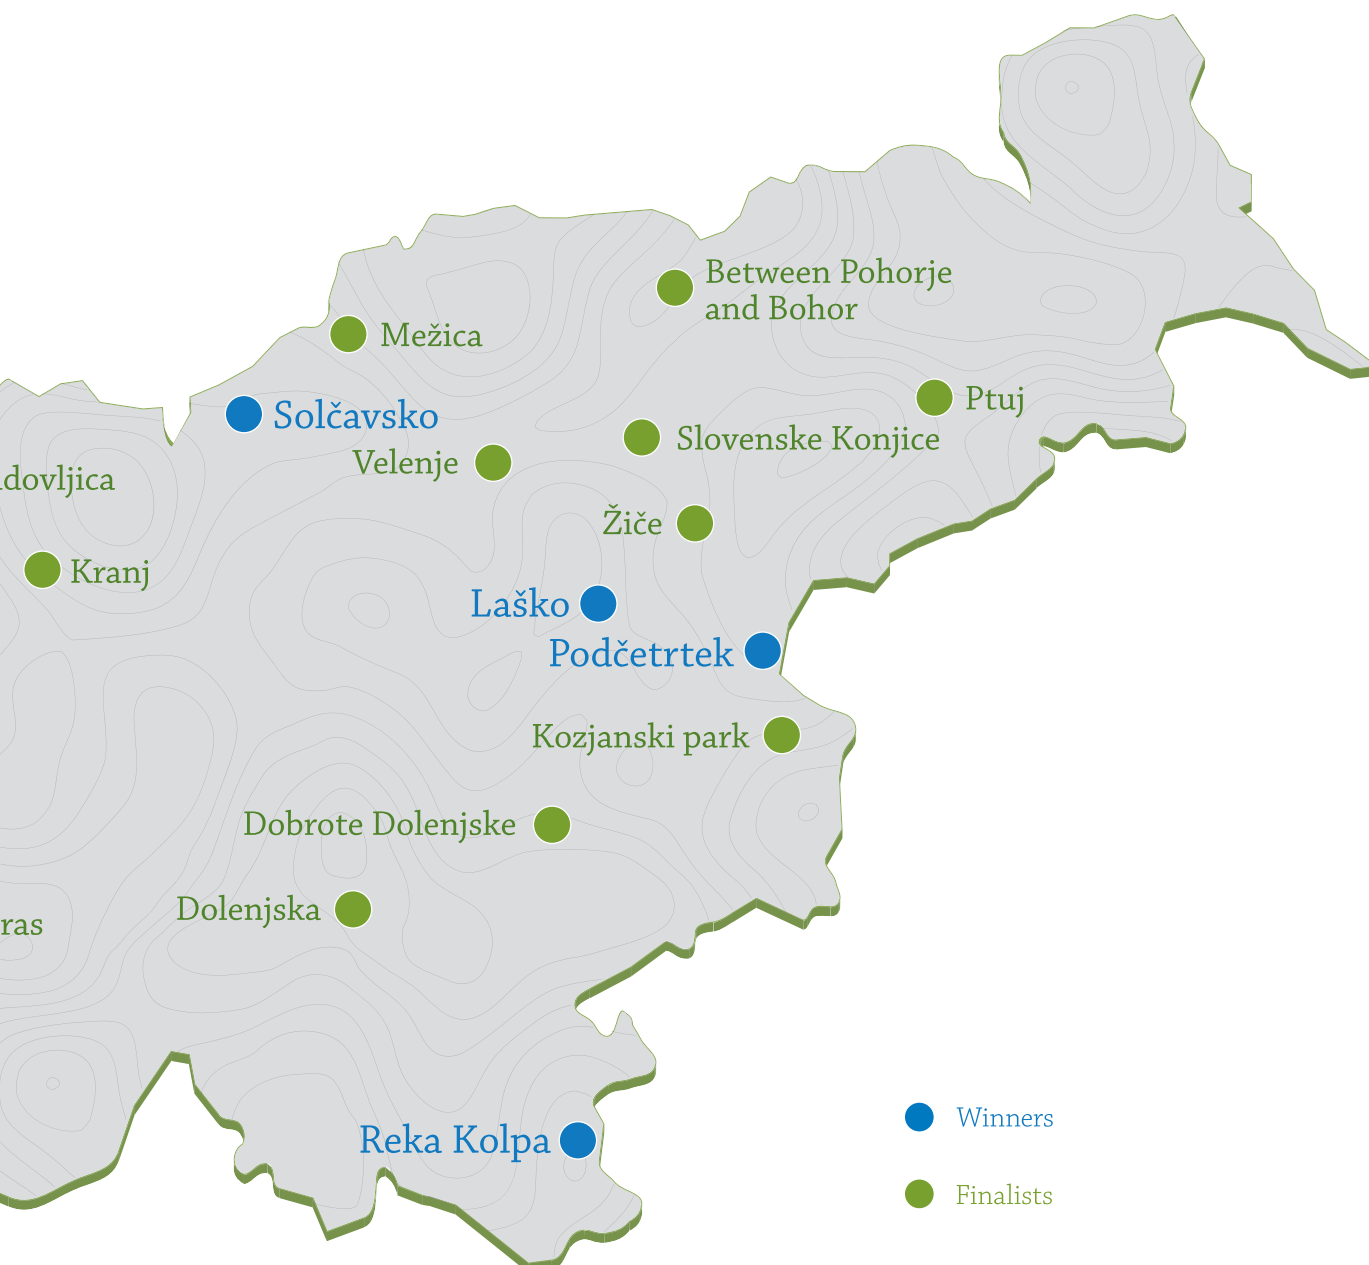 Between Pohorje
and Bohor
Mežica
Ptuj
Solčavsko
Slovenske Konjice
Velenje
dovljica
Žiče
Kranj
Laško
Podčetrtek
Kozjanski park
Dobrote Dolenjske
Dolenjska
ras
Reka Kolpa
Winners
Finalists